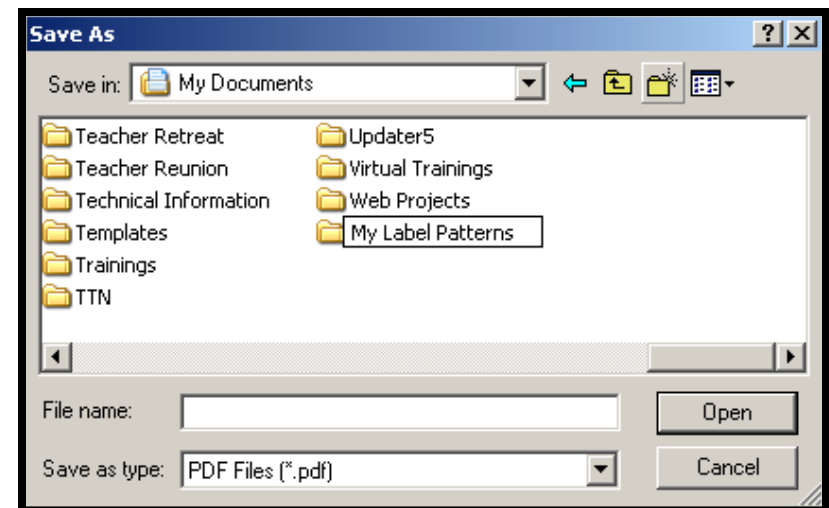 Save As
Save in: My Documents
Teacher Retreat
Teacher Reunion
Technical Information
Templates
Trainings
TTN
Updater5
Virtual Trainings
Web Projects
My Label Patterns
File name: Open
Save as type: PDF Files (*.pdf) Cancel